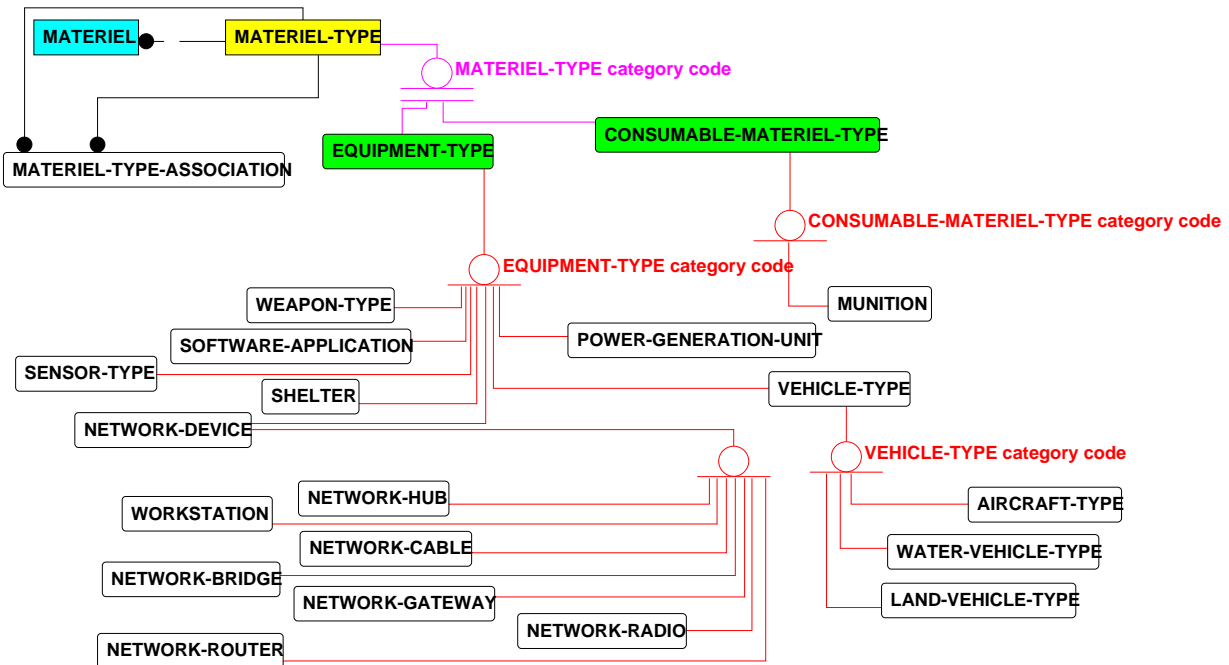 MATERIEL
MATERIEL-TYPE
MATERIEL-TYPE category code
CONSUMABLE-MATERIEL-TYPE
EQUIPMENT-TYPE
MATERIEL-TYPE-ASSOCIATION
CONSUMABLE-MATERIEL-TYPE category code
EQUIPMENT-TYPE category code
WEAPON-TYPE
MUNITION
SOFTWARE-APPLICATION
POWER-GENERATION-UNIT
SENSOR-TYPE
SHELTER
VEHICLE-TYPE
NETWORK-DEVICE
VEHICLE-TYPE category code
NETWORK-HUB
AIRCRAFT-TYPE
WORKSTATION
NETWORK-CABLE
WATER-VEHICLE-TYPE
NETWORK-BRIDGE
NETWORK-GATEWAY
LAND-VEHICLE-TYPE
NETWORK-RADIO
NETWORK-ROUTER